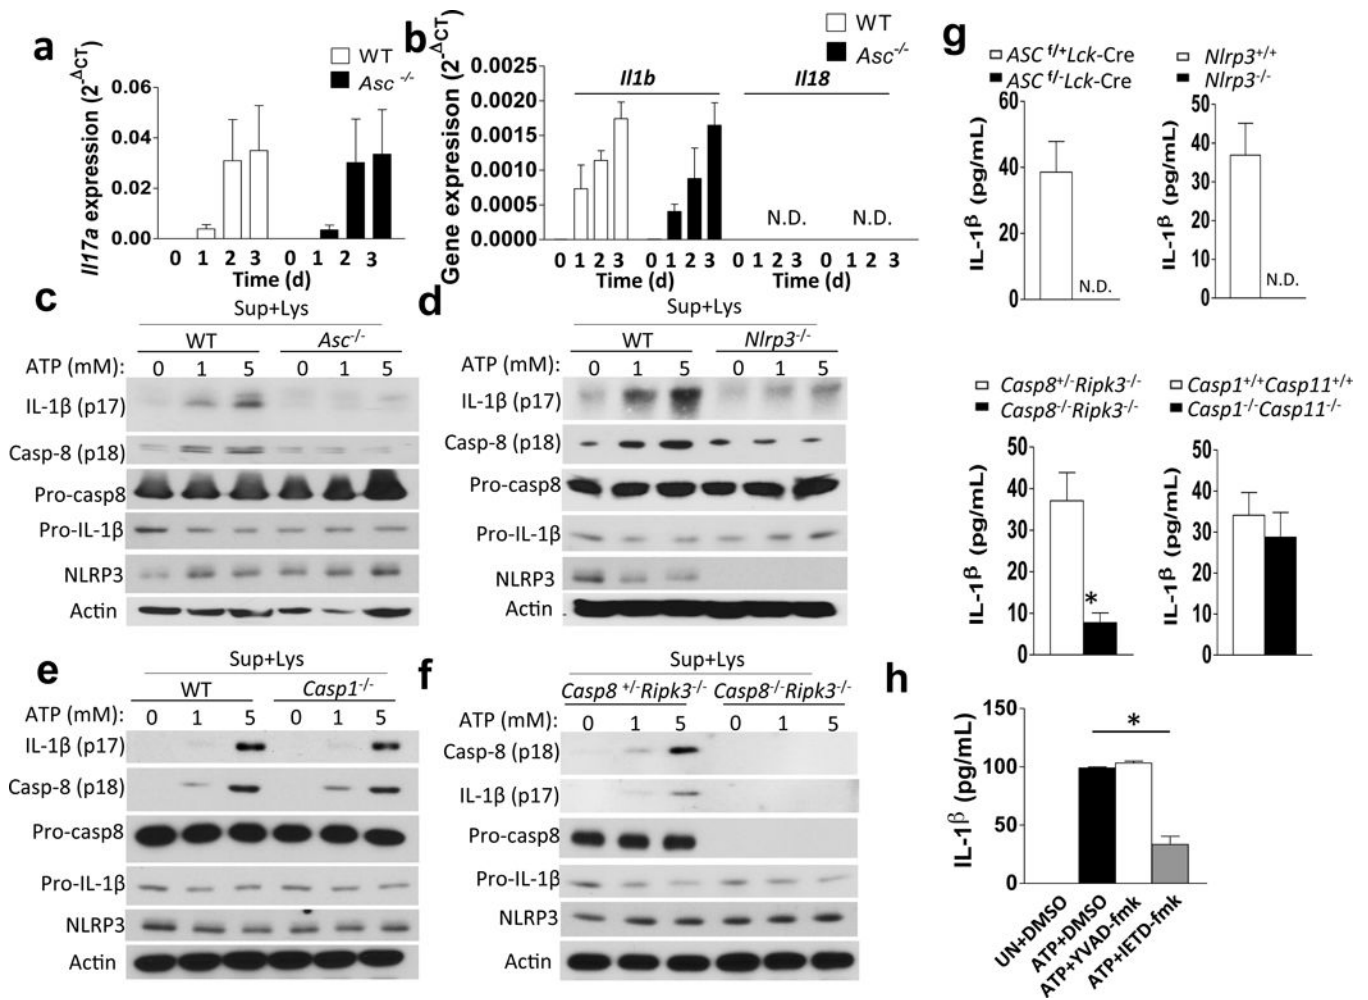 a
WT
Asc -/-
Il17a expression (2-ΔCT)
0.06
0.04
0.02
0.00
0 1 2 3 0 1 2 3
Time (d)
b
WT
Asc-/-
Gene expresison (2-ΔCT)
Il1b Il18
0.0025
0.0020
0.0015
0.0010
0.0005
0.0000
N.D. N.D.
0 1 2 3 0 1 2 3 0 1 2 3 0 1 2 3
Time (d) Time (d)
c
Sup+Lys
WT Asc-/-
ATP (mM): 0 1 5 0 1 5
IL-1β (p17)
Casp-8 (p18)
Pro-casp8
Pro-IL-1β
NLRP3
Actin
d
Sup+Lys
WT Nlrp3-/-
ATP (mM): 0 1 5 0 1 5
IL-1β (p17)
Casp-8 (p18)
Pro-casp8
Pro-IL-1β
NLRP3
Actin
e
Sup+Lys
WT Casp1-/-
ATP (mM): 0 1 5 0 1 5
IL-1β (p17)
Casp-8 (p18)
Pro-casp8
Pro-IL-1β
NLRP3
Actin
f
Sup+Lys
Casp8 +/-Ripk3-/- Casp8-/-Ripk3-/-
ATP (mM): 0 1 5 0 1 5
Casp-8 (p18)
IL-1β (p17)
Pro-casp8
Pro-IL-1β
NLRP3
Actin
g
ASC f/+Lck-Cre
ASC f/-Lck-Cre
IL-1β (pg/mL)
60
40
20
0
N.D.
Nlrp3+/+
Nlrp3-/-
IL-1β (pg/mL)
50
40
30
20
10
0
N.D.
Casp8+/-Ripk3-/-
Casp8-/-Ripk3-/-
IL-1β (pg/mL)
50
40
30
20
10
0
*
Casp1+/+Casp11+/+
Casp1-/-Casp11-/-
IL-1β (pg/mL)
50
40
30
20
10
0
h
IL-1β (pg/mL)
150
100
50
0
*
UN+DMSO
ATP+DMSO
ATP+YVAD-fmk
ATP+IETD-fmk